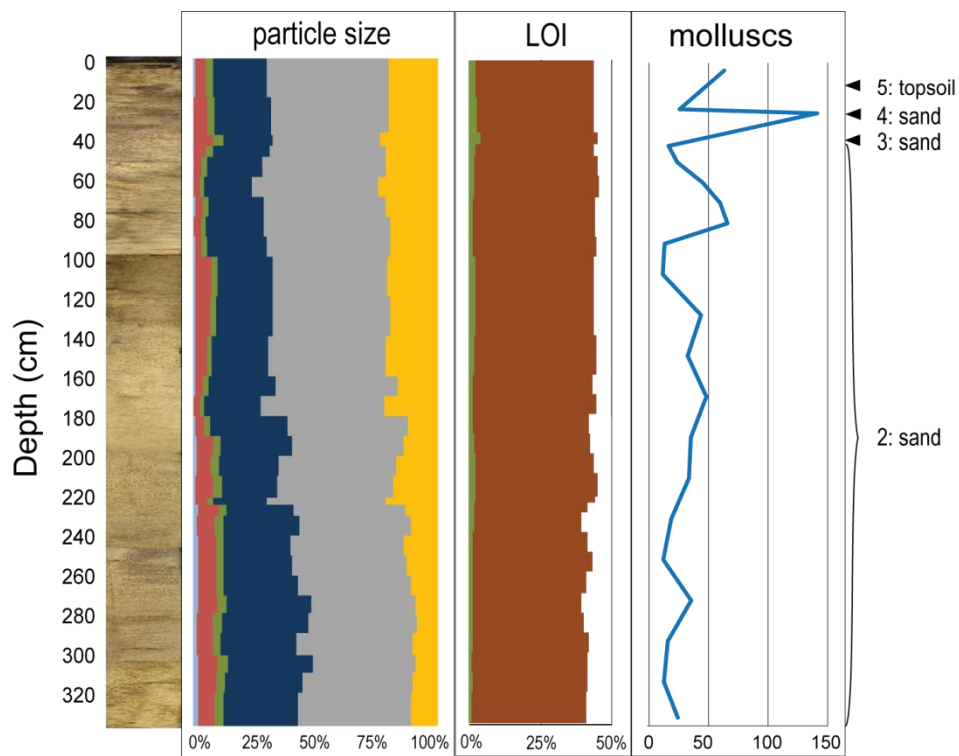 particle size
LOI
molluscs
0
20
40
60
80
100
120
140
160
180
200
220
240
260
280
300
320
Depth (cm)
5: topsoil
4: sand
3: sand
2: sand
0% 25% 50% 75% 100%
0% 25% 50%
0 50 100 150